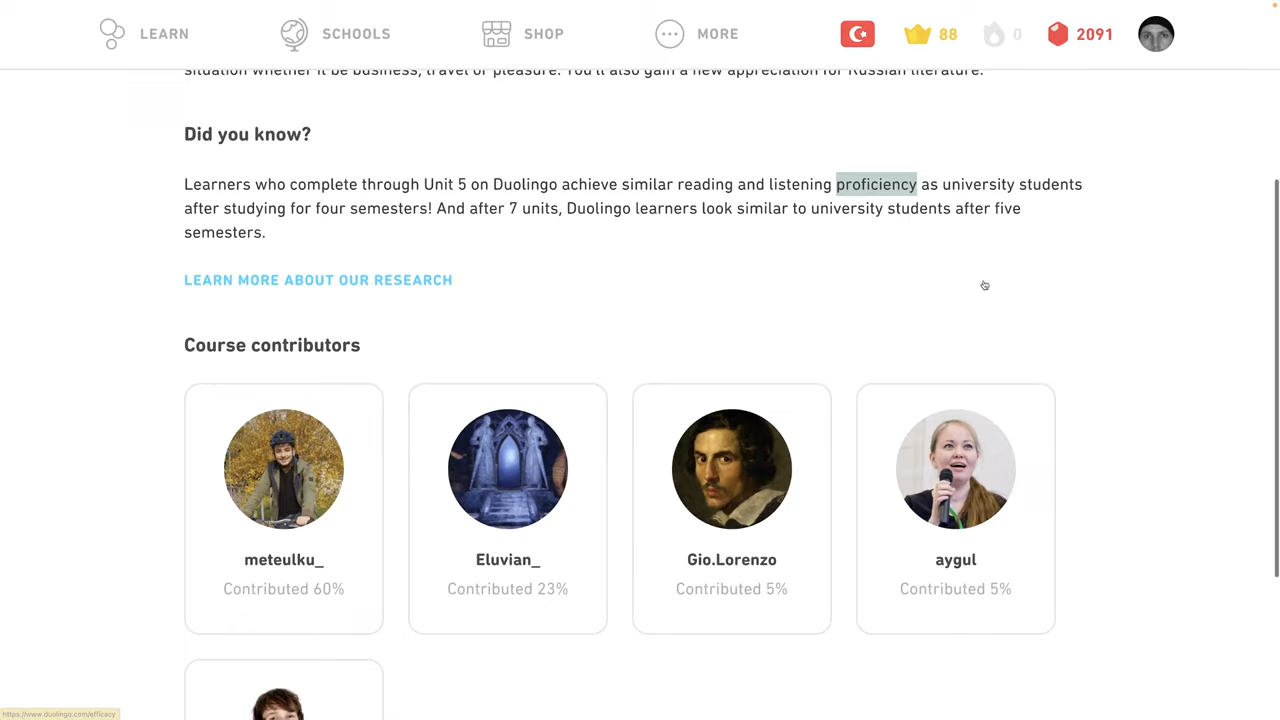 LEARN
SCHOOLS
SHOP
MORE
88
0
2091
situation whether it be business, travel or pleasure. You'll also gain a new appreciation for Russian literature.
Did you know?
Learners who complete through Unit 5 on Duolingo achieve similar reading and listening proficiency as university students
after studying for four semesters! And after 7 units, Duolingo learners look similar to university students after five
semesters.
LEARN MORE ABOUT OUR RESEARCH
Course contributors
meteulku_
Contributed 60%
Eluvian_
Contributed 23%
Gio.Lorenzo
Contributed 5%
aygul
Contributed 5%
https://www.duolingo.com/efficacy